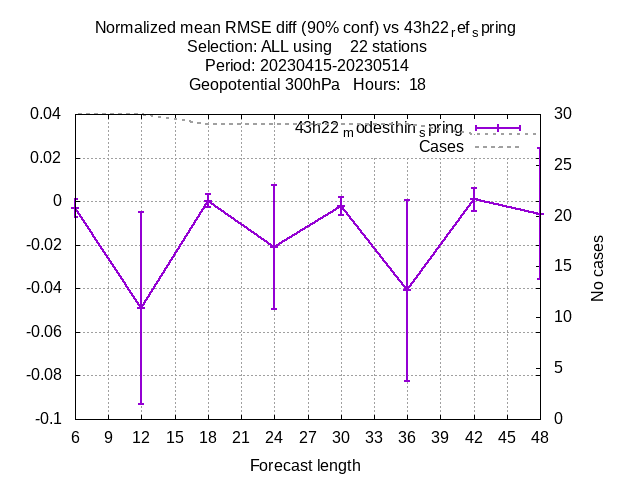 Normalized mean RMSE diff (90% conf) vs 43h22refspring
Selection: ALL using 22 stations
Period: 20230415-20230514
Geopotential 300hPa Hours: 18
43h22modesthinspring
Cases
0.04
0.02
0
-0.02
-0.04
-0.06
-0.08
-0.1
30
25
20
15
10
5
0
No cases
6 9 12 15 18 21 24 27 30 33 36 39 42 45 48
Forecast length